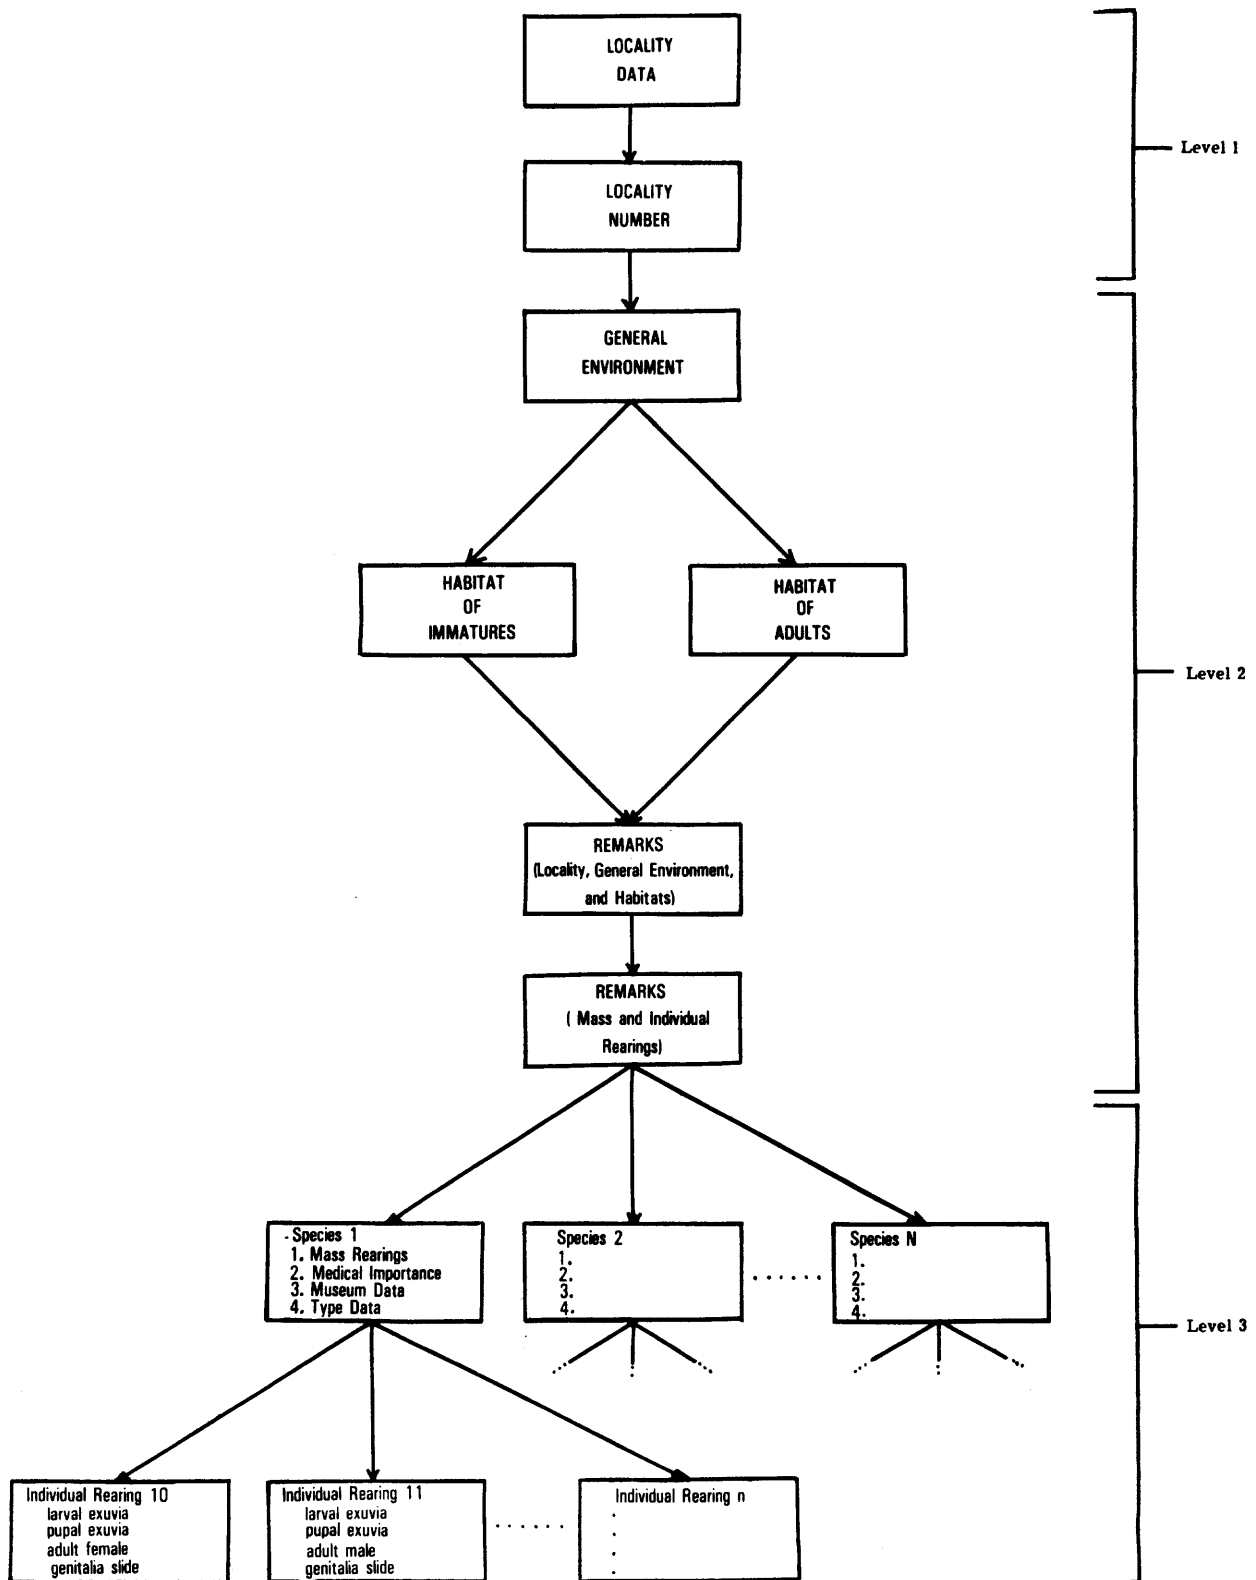 LOCALITY
DATA
Level 1
LOCALITY
NUMBER
GENERAL
ENVIRONMENT
HABITAT
OF
IMMATURES
HABITAT
OF
ADULTS
Level 2
REMARKS
(Locality, General Environment,
and Habitats)
REMARKS
( Mass and Individual
Rearings)
Species 1
1. Mass Rearings
2. Medical Importance
3. Museum Data
4. Type Data
Species 2
1.
2.
3.
4.
Species N
1.
2.
3.
4.
Level 3
Individual Rearing 10
larval exuvia
pupal exuvia
adult female
genitalia slide
Individual Rearing 11
larval exuvia
pupal exuvia
adult male
genitalia slide
Individual Rearing n